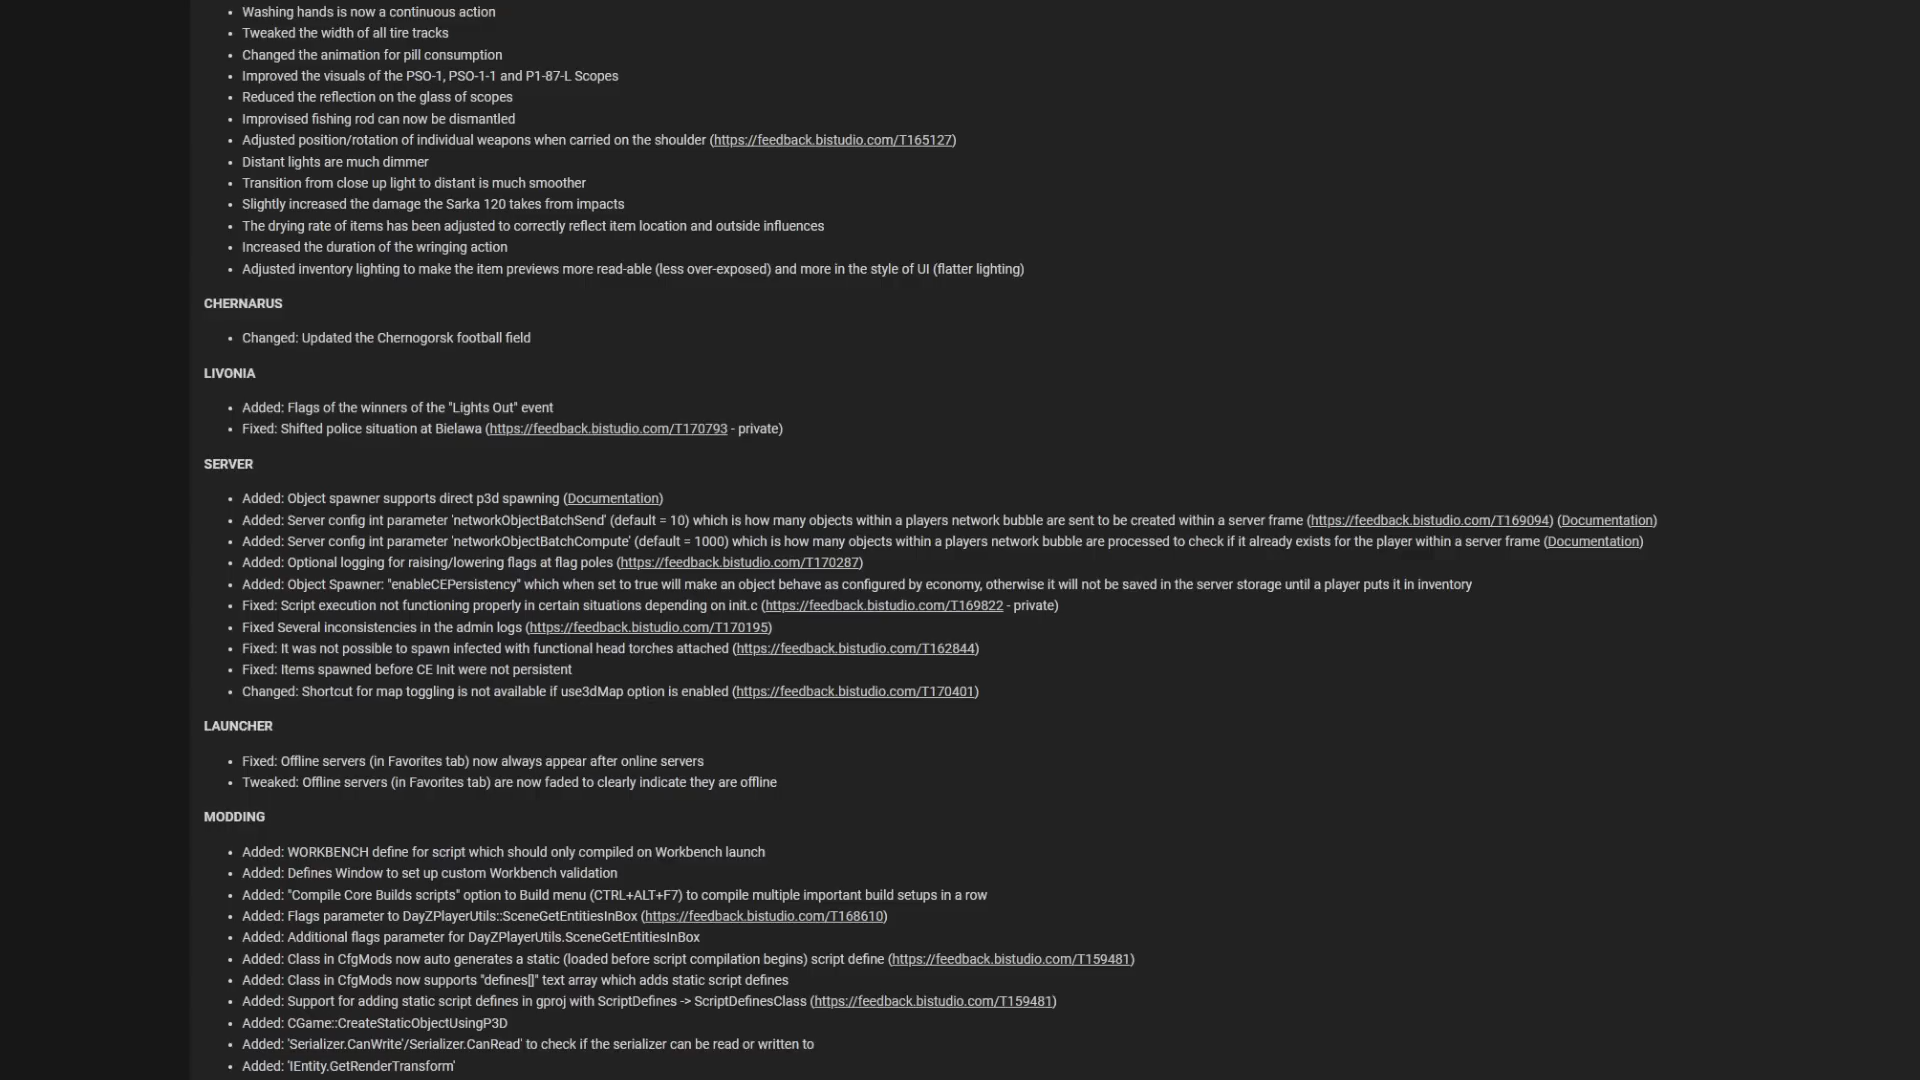 • Washing hands is now a continuous action
• Tweaked the width of all tire tracks
• Changed the animation for pill consumption
• Improved the visuals of the PSO-1, PSO-1-1 and P1-87-L Scopes
• Reduced the reflection on the glass of scopes
• Improvised fishing rod can now be dismantled
• Adjusted position/rotation of individual weapons when carried on the shoulder (https://feedback.bistudio.com/T165127)
• Distant lights are much dimmer
• Transition from close up light to distant is much smoother
• Slightly increased the damage the Sarka 120 takes from impacts
• The drying rate of items has been adjusted to correctly reflect item location and outside influences
• Increased the duration of the wringing action
• Adjusted inventory lighting to make the item previews more read-able (less over-exposed) and more in the style of UI (flatter lighting)
CHERNARUS
• Changed: Updated the Chernogorsk football field
LIVONIA
• Added: Flags of the winners of the "Lights Out" event
• Fixed: Shifted police situation at Bielawa (https://feedback.bistudio.com/T170793 - private)
SERVER
• Added: Object spawner supports direct p3d spawning (Documentation)
• Added: Server config int parameter 'networkObjectBatchSend' (default = 10) which is how many objects within a players network bubble are sent to be created within a server frame (https://feedback.bistudio.com/T169094) (Documentation)
• Added: Server config int parameter 'networkObjectBatchCompute' (default = 1000) which is how many objects within a players network bubble are processed to check if it already exists for the player within a server frame (Documentation)
• Added: Optional logging for raising/lowering flags at flag poles (https://feedback.bistudio.com/T170287)
• Added: Object Spawner: "enableCEPersistency" which when set to true will make an object behave as configured by economy, otherwise it will not be saved in the server storage until a player puts it in inventory
• Fixed: Script execution not functioning properly in certain situations depending on init.c (https://feedback.bistudio.com/T169822 - private)
• Fixed Several inconsistencies in the admin logs (https://feedback.bistudio.com/T170195)
• Fixed: It was not possible to spawn infected with functional head torches attached (https://feedback.bistudio.com/T162844)
• Fixed: Items spawned before CE Init were not persistent
• Changed: Shortcut for map toggling is not available if use3dMap option is enabled (https://feedback.bistudio.com/T170401)
LAUNCHER
• Fixed: Offline servers (in Favorites tab) now always appear after online servers
• Tweaked: Offline servers (in Favorites tab) are now faded to clearly indicate they are offline
MODDING
• Added: WORKBENCH define for script which should only compiled on Workbench launch
• Added: Defines Window to set up custom Workbench validation
• Added: "Compile Core Builds scripts" option to Build menu (CTRL+ALT+F7) to compile multiple important build setups in a row
• Added: Flags parameter to DayZPlayerUtils::SceneGetEntitiesInBox (https://feedback.bistudio.com/T168610)
• Added: Additional flags parameter for DayZPlayerUtils.SceneGetEntitiesInBox
• Added: Class in CfgMods now auto generates a static (loaded before script compilation begins) script define (https://feedback.bistudio.com/T159481)
• Added: Class in CfgMods now supports "defines[]" text array which adds static script defines
• Added: Support for adding static script defines in gproj with ScriptDefines -> ScriptDefinesClass (https://feedback.bistudio.com/T159481)
• Added: CGame::CreateStaticObjectUsingP3D
• Added: 'Serializer.CanWrite'/Serializer.CanRead' to check if the serializer can be read or written to
• Added: 'IEntity.GetRenderTransform'